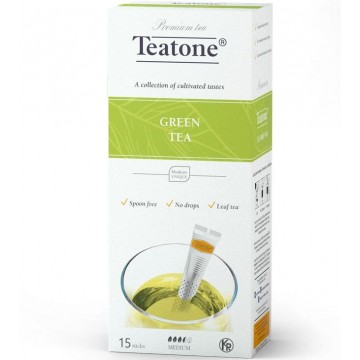 Premium tea
Teatone®
A collection of cultivated tastes
GREEN
TEA
Spoon free
No drops
Leaf tea
15 sticks
MEDIUM